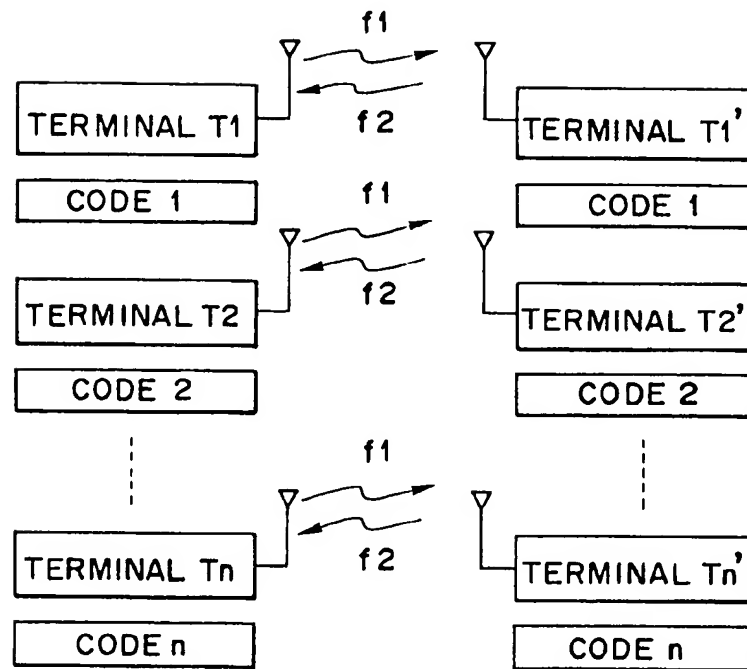 f1
TERMINAL T1
f2
TERMINAL T1'
CODE 1
CODE 1
f1
TERMINAL T2
f2
TERMINAL T2'
CODE 2
CODE 2
f1
TERMINAL Tn
f2
TERMINAL Tn'
CODE n
CODE n